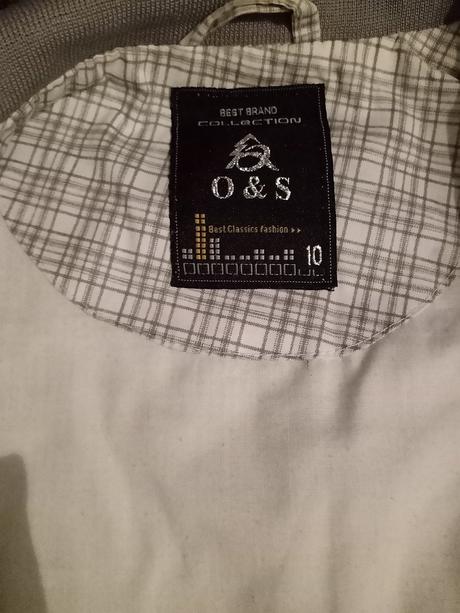 BEST BRAND
COLLECTION
O & S
Best Classics fashion
10